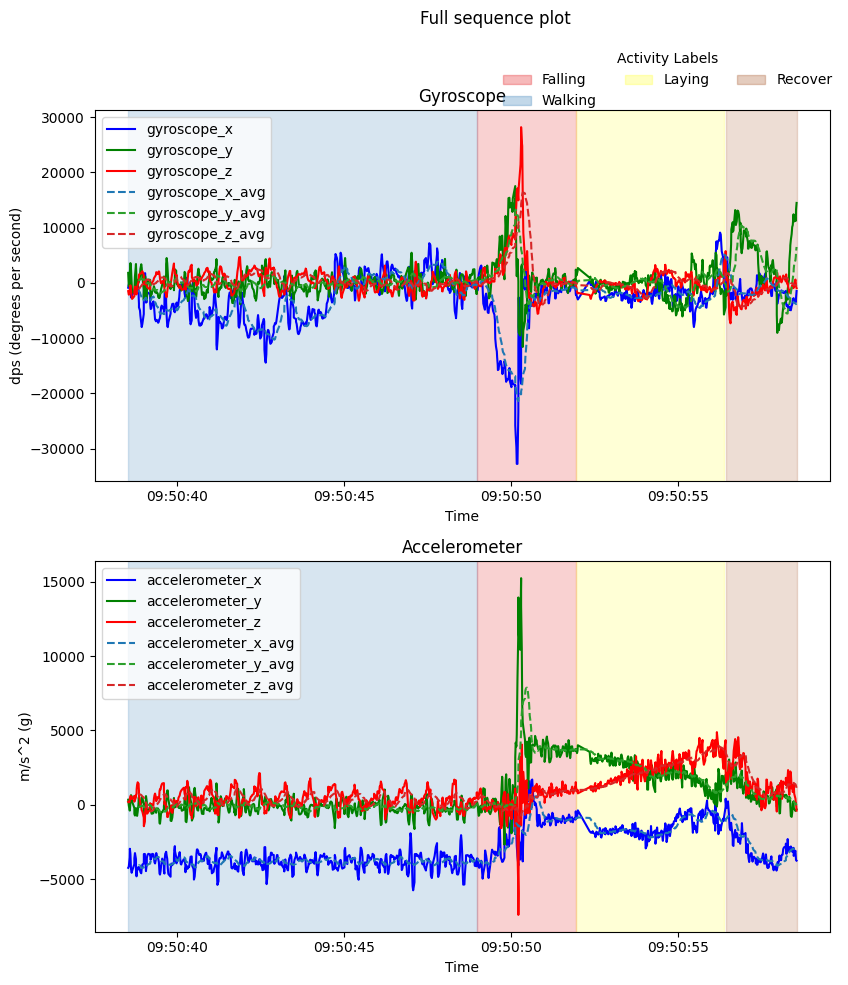 Full sequence plot
Activity Labels
Falling
Walking
Laying
Recover
Gyroscope
30000
20000
10000
0
−10000
−20000
−30000
dps (degrees per second)
gyroscope_x
gyroscope_y
gyroscope_z
gyroscope_x_avg
gyroscope_y_avg
gyroscope_z_avg
09:50:40
09:50:45
09:50:50
09:50:55
Time
Accelerometer
15000
10000
5000
0
−5000
m/s^2 (g)
accelerometer_x
accelerometer_y
accelerometer_z
accelerometer_x_avg
accelerometer_y_avg
accelerometer_z_avg
09:50:40
09:50:45
09:50:50
09:50:55
Time